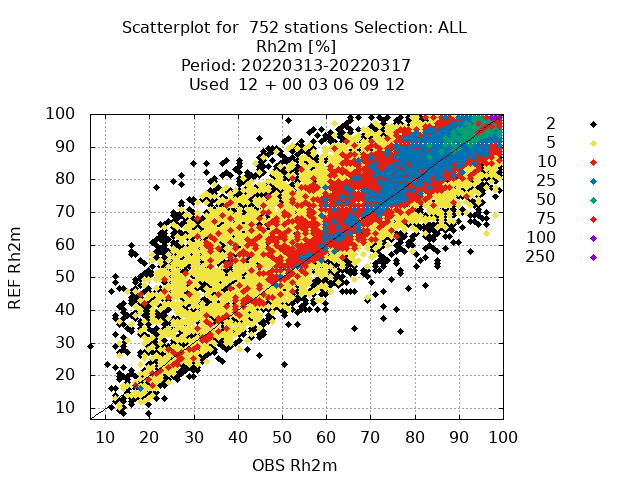 Scatterplot for 752 stations Selection: ALL
Rh2m [%]
Period: 20220313-20220317
Used 12 + 00 03 06 09 12
REF Rh2m
100
90
80
70
60
50
40
30
20
10
10 20 30 40 50 60 70 80 90 100
OBS Rh2m
2
5
10
25
50
75
100
250